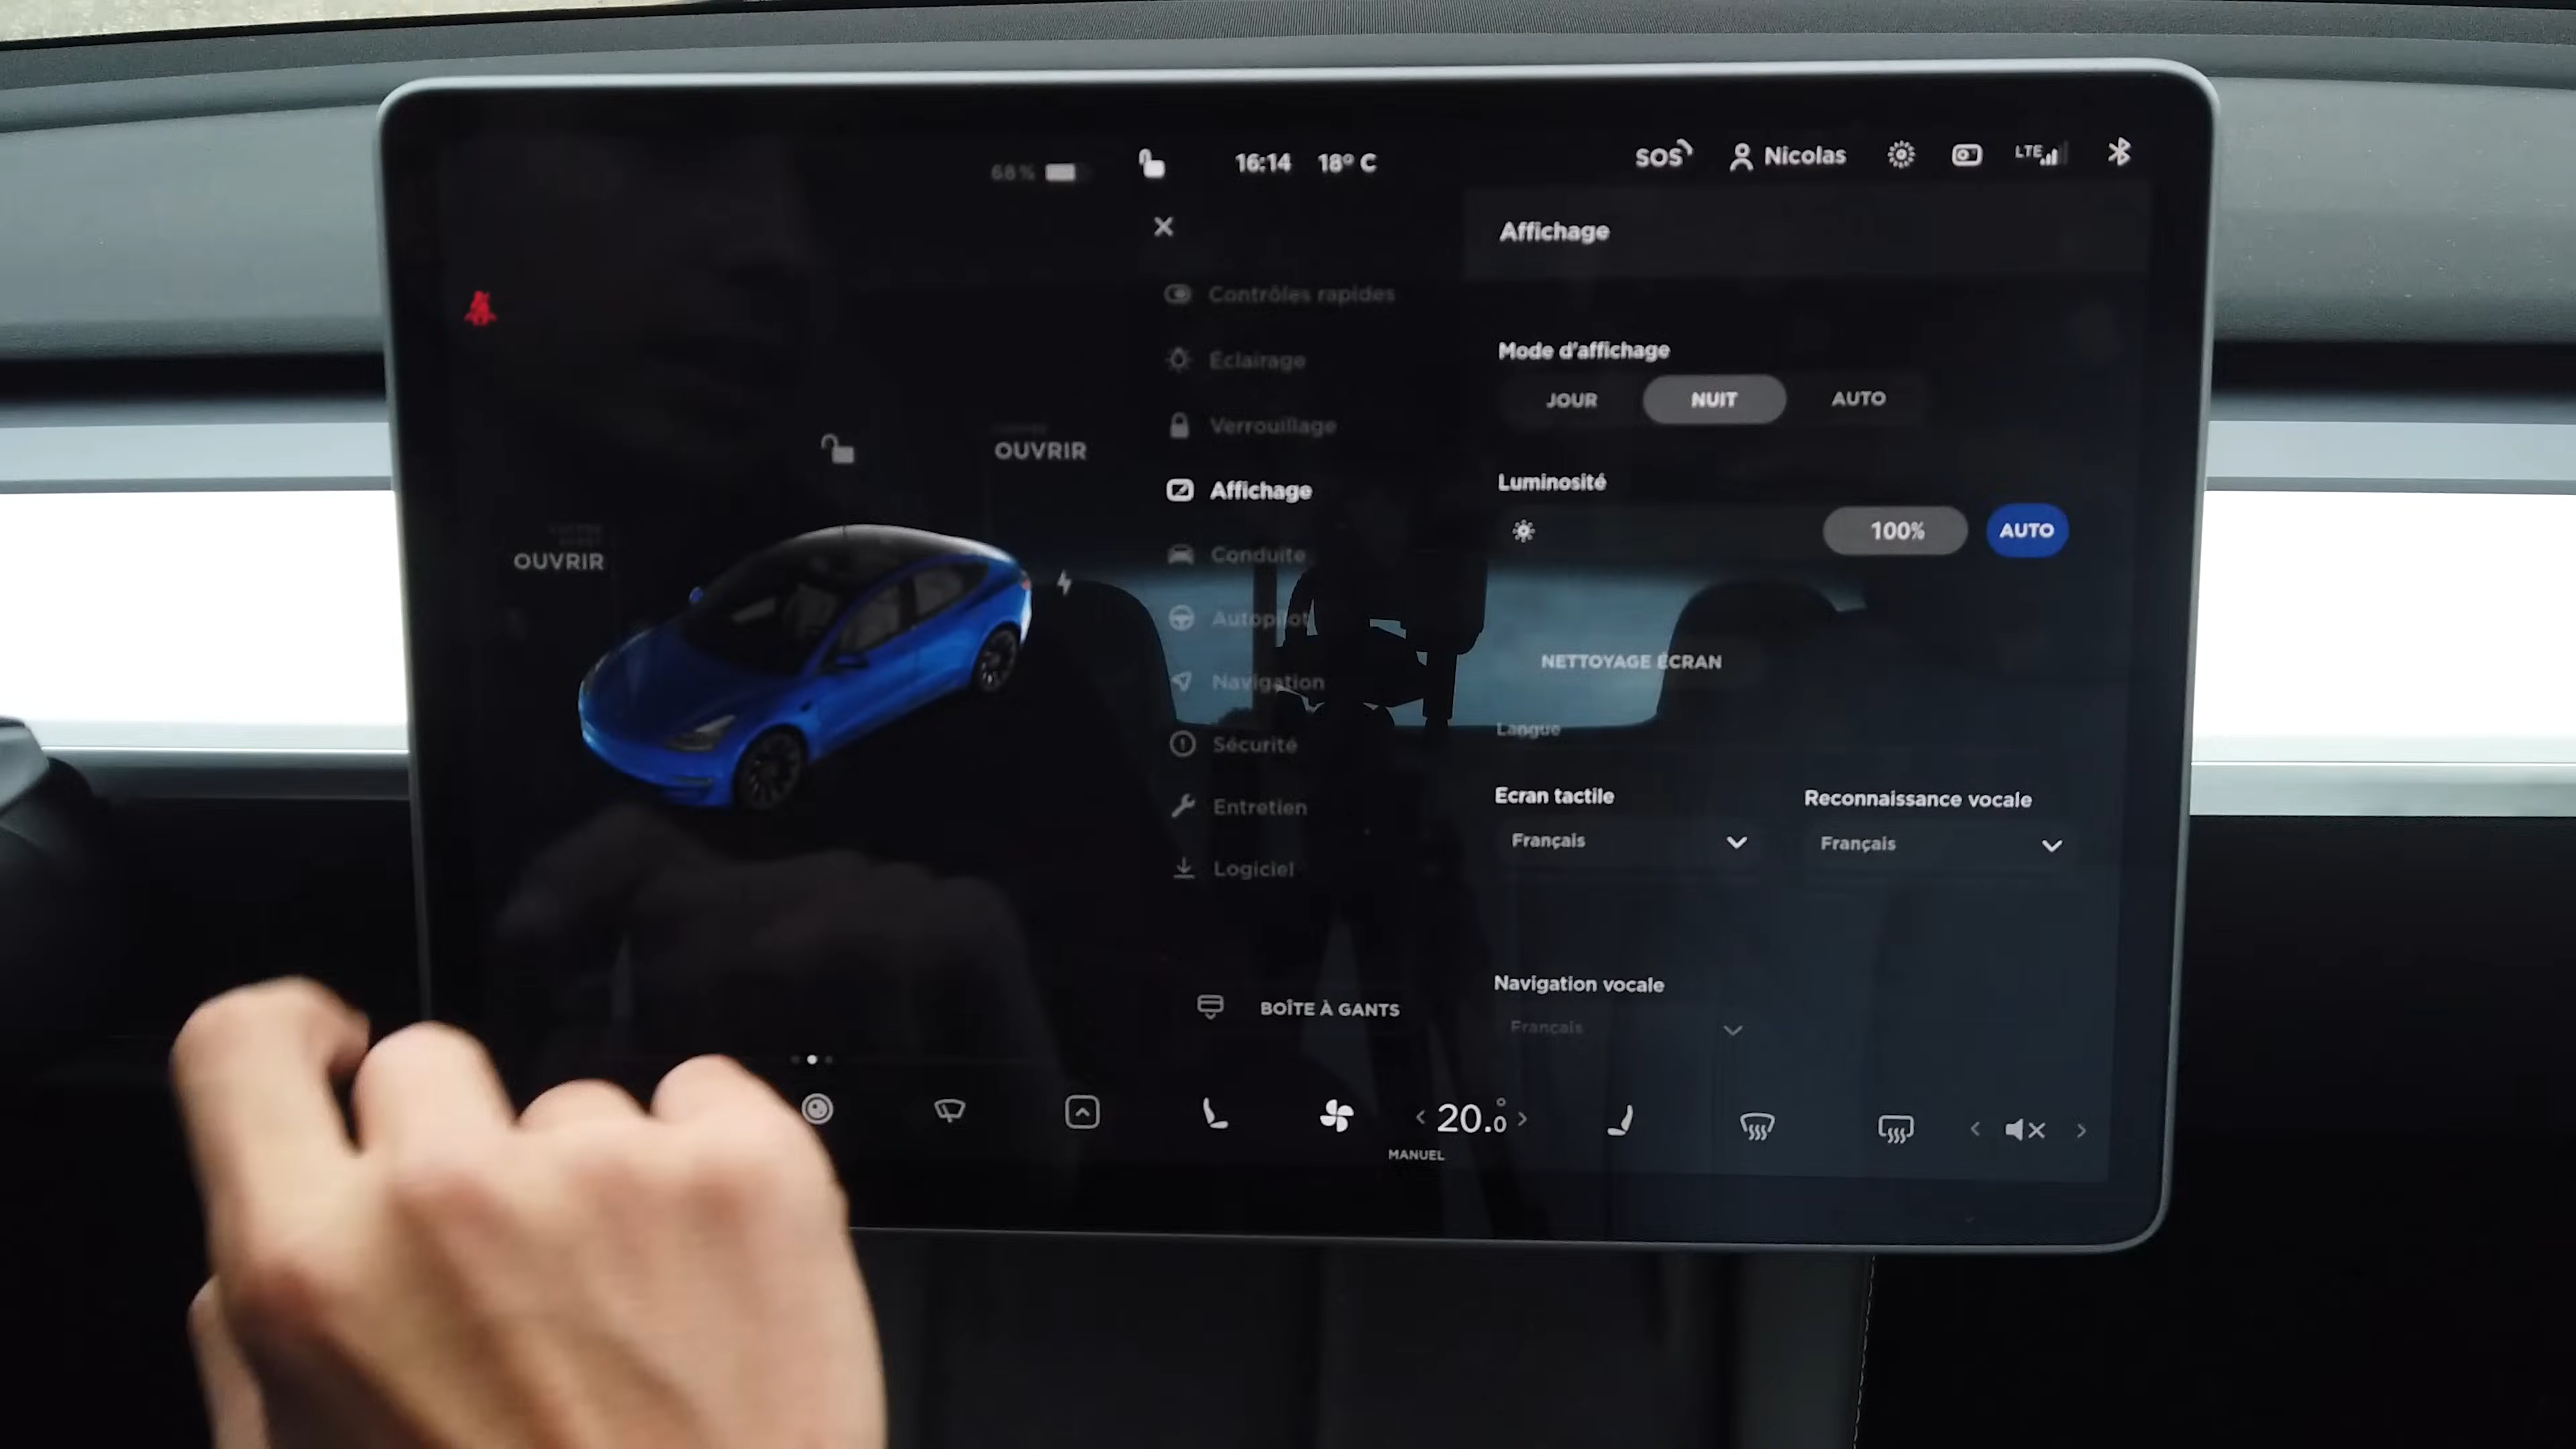 68%
16:14
18° C
SOS
Nicolas
LTE
Affichage
Contrôles rapides
Éclairage
Verrouillage
Affichage
Conduite
Autopilot
Navigation
Sécurité
Entretien
Logiciel
BOÎTE À GANTS
OUVRIR
OUVRIR
Mode d'affichage
JOUR
NUIT
AUTO
Luminosité
100%
AUTO
NETTOYAGE ÉCRAN
Langue
Ecran tactile
Reconnaissance vocale
Français
Français
Navigation vocale
Français
20.0°
MANUEL